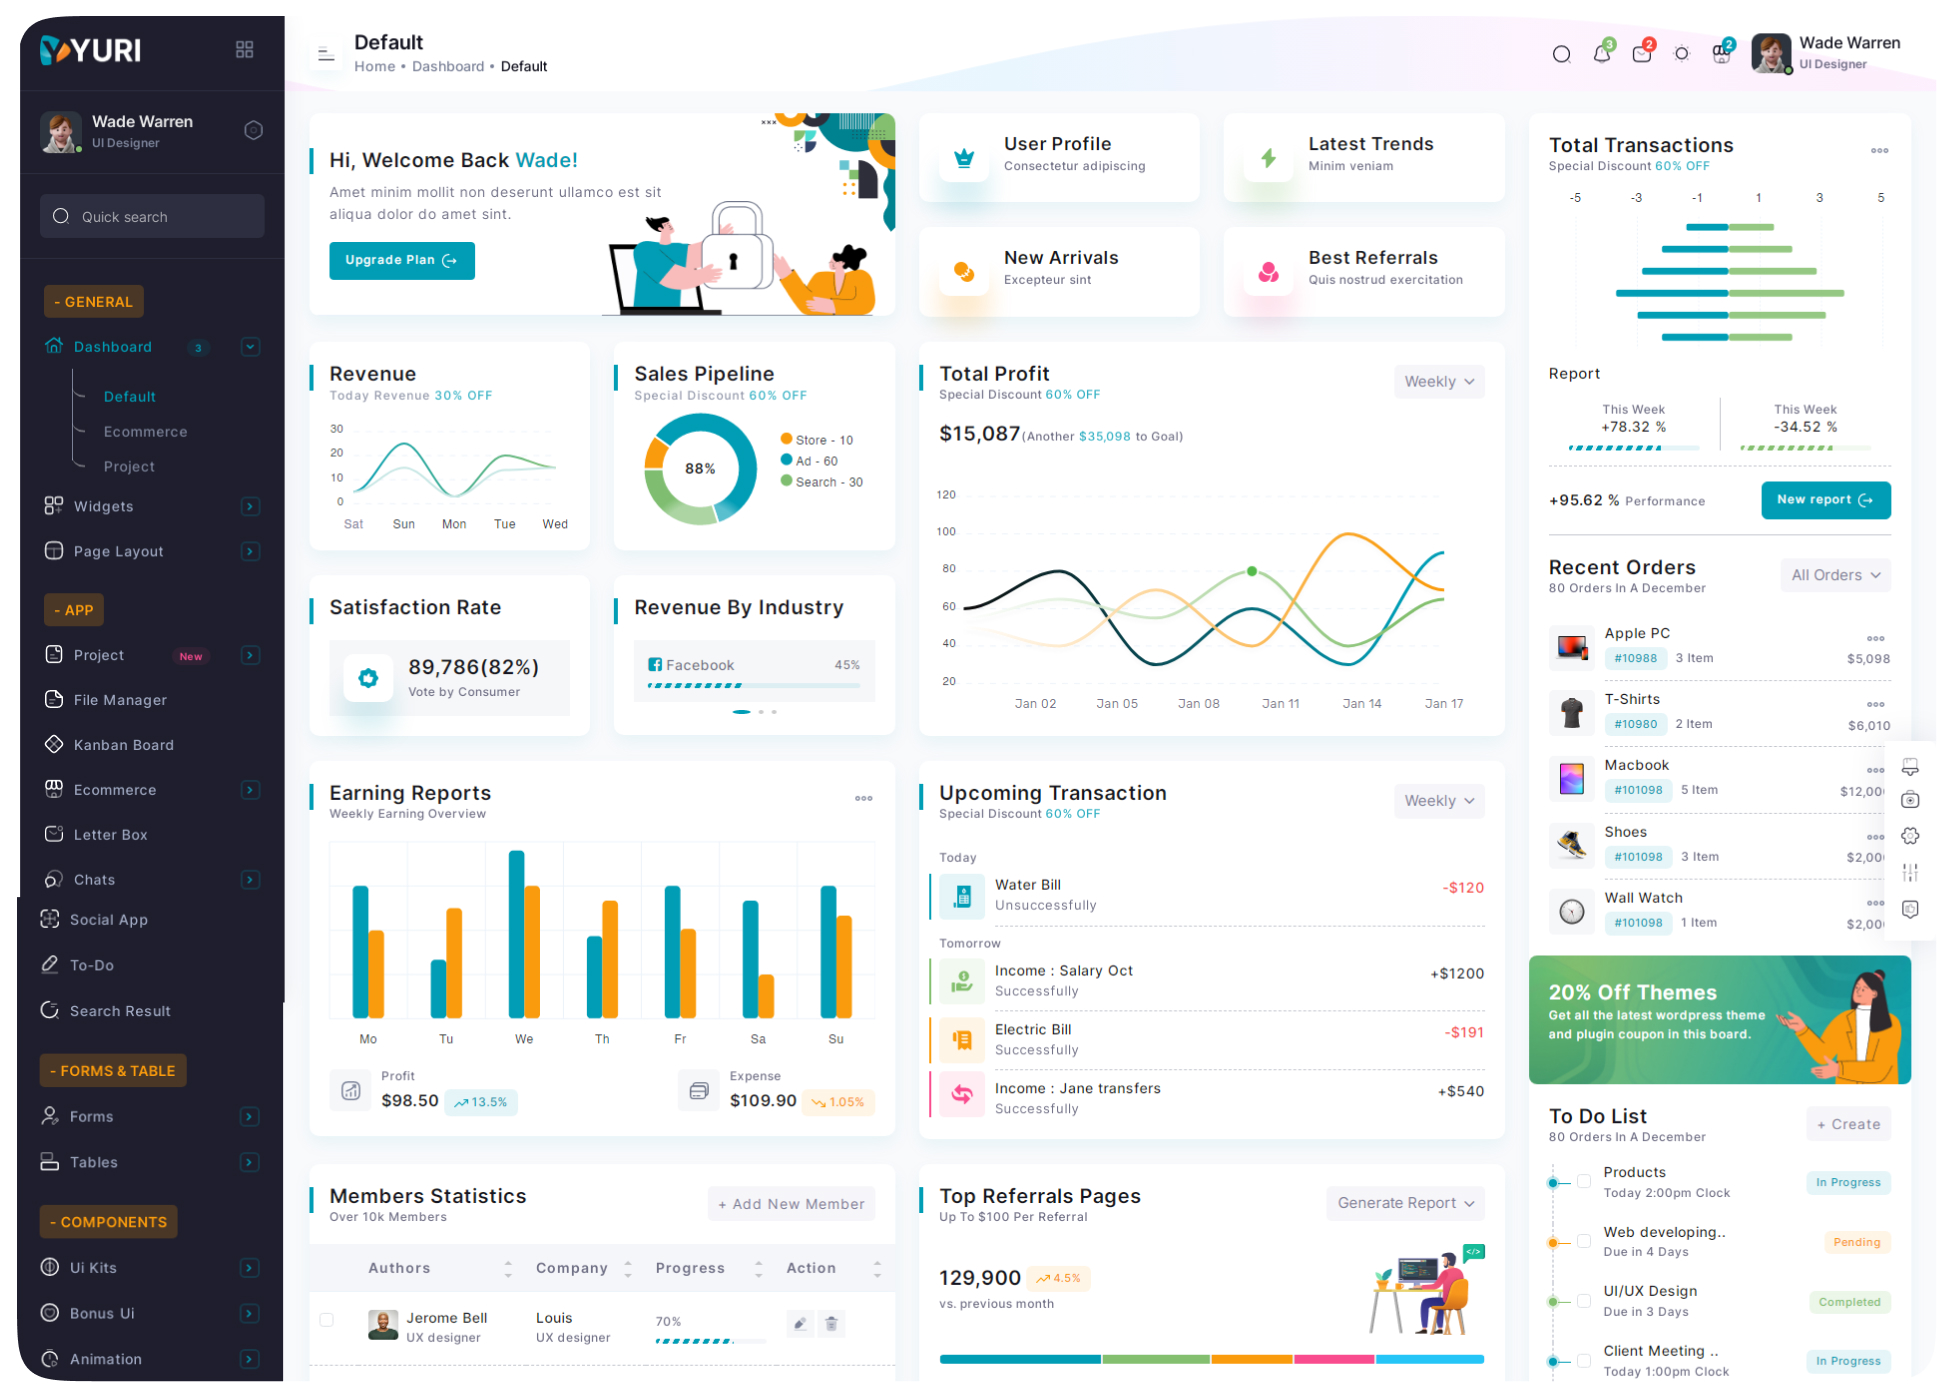 YURI
Wade Warren
UI Designer
Quick search
- GENERAL
Dashboard 3
Default
Ecommerce
Project
Widgets
Page Layout
- APP
Project New
File Manager
Kanban Board
Ecommerce
Letter Box
Chats
Social App
To-Do
Search Result
- FORMS & TABLE
Forms
Tables
- COMPONENTS
Ui Kits
Bonus Ui
Animation
Default
Home • Dashboard • Default
3
2
2
Wade Warren
UI Designer
Hi, Welcome Back Wade!
Amet minim mollit non deserunt ullamco est sit
aliqua dolor do amet sint.
Upgrade Plan
User Profile
Consectetur adipiscing
Latest Trends
Minim veniam
New Arrivals
Excepteur sint
Best Referrals
Quis nostrud exercitation
Revenue
Today Revenue 30% OFF
30
20
10
0
Sat Sun Mon Tue Wed
Sales Pipeline
Special Discount 60% OFF
88%
Store - 10
Ad - 60
Search - 30
Satisfaction Rate
89,786(82%)
Vote by Consumer
Revenue By Industry
Facebook 45%
Total Profit
Special Discount 60% OFF
Weekly
$15,087(Another $35,098 to Goal)
120
100
80
60
40
20
Jan 02 Jan 05 Jan 08 Jan 11 Jan 14 Jan 17
Earning Reports
Weekly Earning Overview
Mo Tu We Th Fr Sa Su
Profit
$98.50 13.5%
Expense
$109.90 1.05%
Upcoming Transaction
Special Discount 60% OFF
Weekly
Today
Water Bill
Unsuccessfully
-$120
Tomorrow
Income : Salary Oct
Successfully
+$1200
Electric Bill
Successfully
-$191
Income : Jane transfers
Successfully
+$540
Members Statistics
Over 10k Members
+ Add New Member
Authors Company Progress Action
Jerome Bell
UX designer
Louis
UX designer
70%
Top Referrals Pages
Up To $100 Per Referral
Generate Report
129,900 4.5%
vs. previous month
</>
Total Transactions
Special Discount 60% OFF
-5 -3 -1 1 3 5
Report
This Week
+78.32 %
This Week
-34.52 %
+95.62 % Performance
New report
Recent Orders
80 Orders In A December
All Orders
Apple PC
#10988 3 Item
$5,098
T-Shirts
#10980 2 Item
$6,010
Macbook
#101098 5 Item
$12,00
Shoes
#101098 3 Item
$2,00
Wall Watch
#101098 1 Item
$2,00
20% Off Themes
Get all the latest wordpress theme
and plugin coupon in this board.
To Do List
80 Orders In A December
+ Create
Products
Today 2:00pm Clock
In Progress
Web developing..
Due in 4 Days
Pending
UI/UX Design
Due in 3 Days
Completed
Client Meeting ..
Today 1:00pm Clock
In Progress